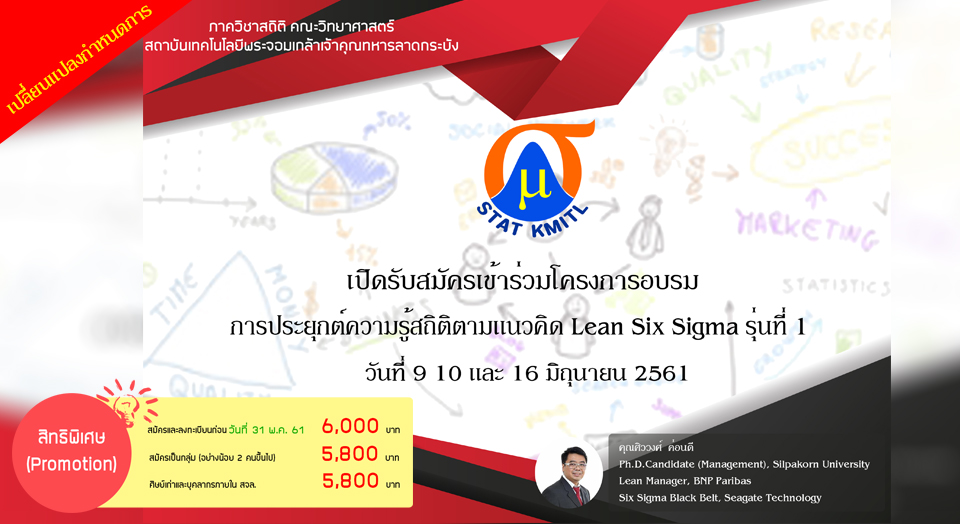 เปลี่ยนแปลงกำหนดการ
ภาควิชาสถิติ คณะวิทยาศาสตร์
สถาบันเทคโนโลยีพระจอมเกล้าเจ้าคุณทหารลาดกระบัง
QUALITY
STRATEGY
SUCCE
50%
YEARS
15%
TIME
MONEY
QUALITY
MARKETING
STATISTICS
GROWTH
μ
STAT KMITL
เปิดรับสมัครเข้าร่วมโครงการอบรม
การประยุกต์ความรู้สถิติตามแนวคิด Lean Six Sigma รุ่นที่ 1
วันที่ 9 10 และ 16 มิถุนายน 2561
สิทธิพิเศษ
(Promotion)
สมัครและลงทะเบียนก่อน วันที่ 31 พ.ค. 61 6,000 บาท
สมัครเป็นกลุ่ม (อย่างน้อย 2 คนขึ้นไป) 5,800 บาท
ศิษย์เก่าและบุคลากรภายใน สจล. 5,800 บาท
คุณศิววงศ์ ค่อนดี
Ph.D.Candidate (Management), Silpakorn University
Lean Manager, BNP Paribas
Six Sigma Black Belt, Seagate Technology